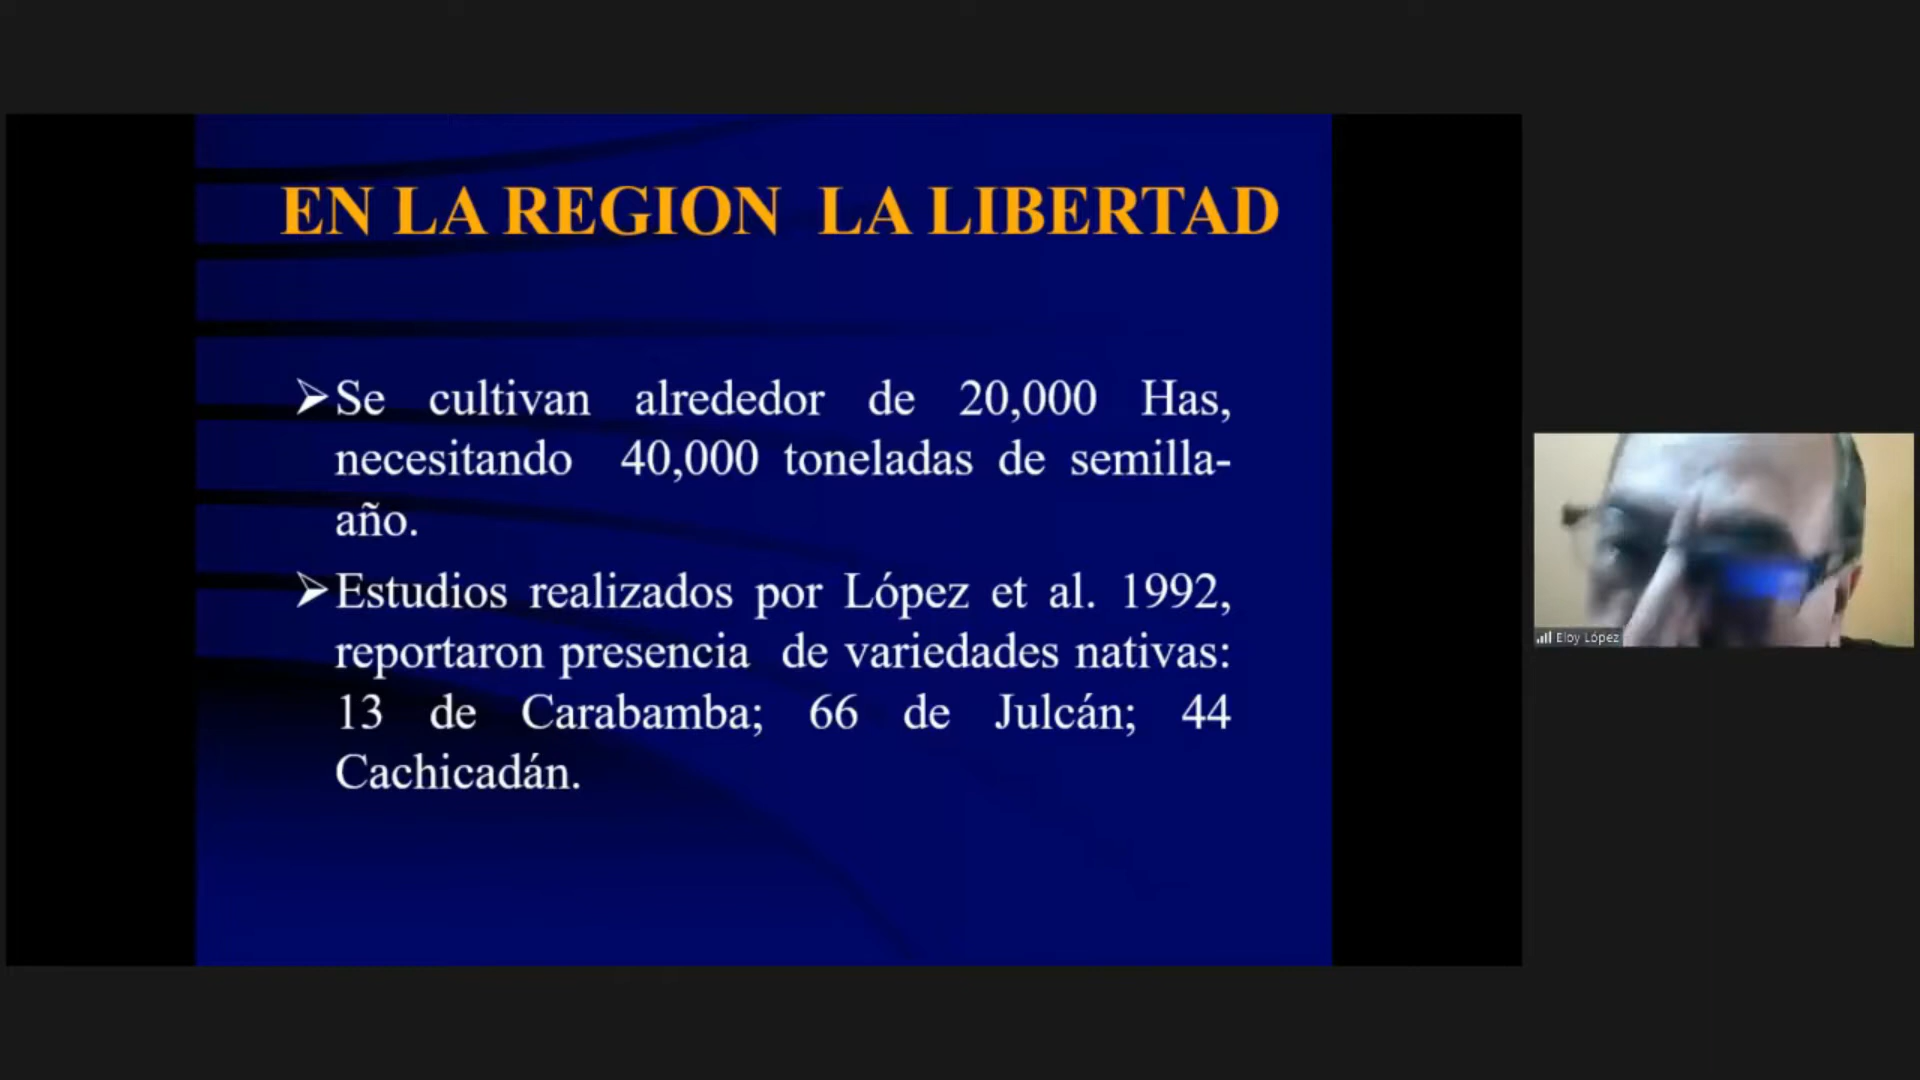 EN LA REGION LA LIBERTAD
➢Se cultivan alrededor de 20,000 Has,
necesitando 40,000 toneladas de semilla-
año.
➢Estudios realizados por López et al. 1992,
reportaron presencia de variedades nativas:
13 de Carabamba; 66 de Julcán; 44
Cachicadán.
Eloy López